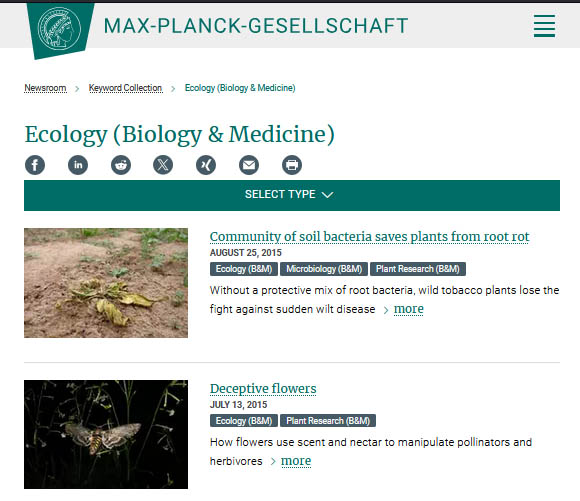 MAX-PLANCK-GESELLSCHAFT
Newsroom > Keyword Collection > Ecology (Biology & Medicine)
Ecology (Biology & Medicine)
SELECT TYPE
Community of soil bacteria saves plants from root rot
AUGUST 25, 2015
Ecology (B&M) Microbiology (B&M) Plant Research (B&M)
Without a protective mix of root bacteria, wild tobacco plants lose the
fight against sudden wilt disease > more
Deceptive flowers
JULY 13, 2015
Ecology (B&M) Plant Research (B&M)
How flowers use scent and nectar to manipulate pollinators and
herbivores > more